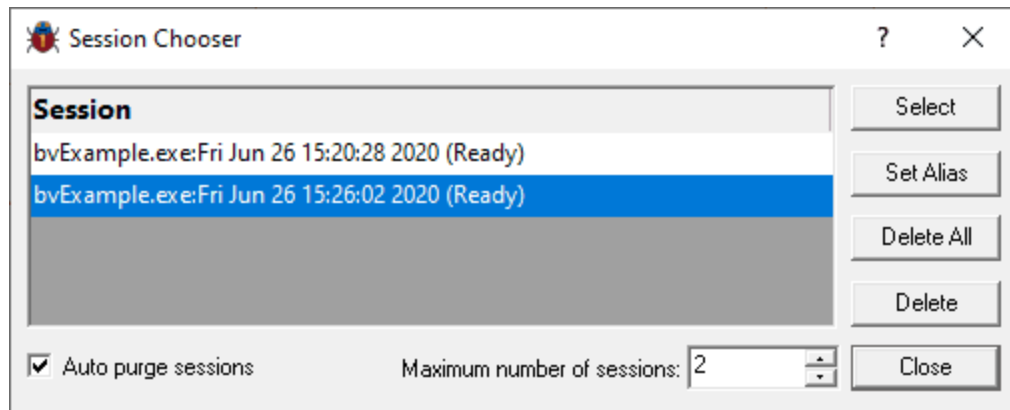 Session Chooser
?
Session
bvExample.exe:Fri Jun 26 15:20:28 2020 (Ready)
bvExample.exe:Fri Jun 26 15:26:02 2020 (Ready)
Select
Set Alias
Delete All
Delete
Auto purge sessions
Maximum number of sessions: 2
Close